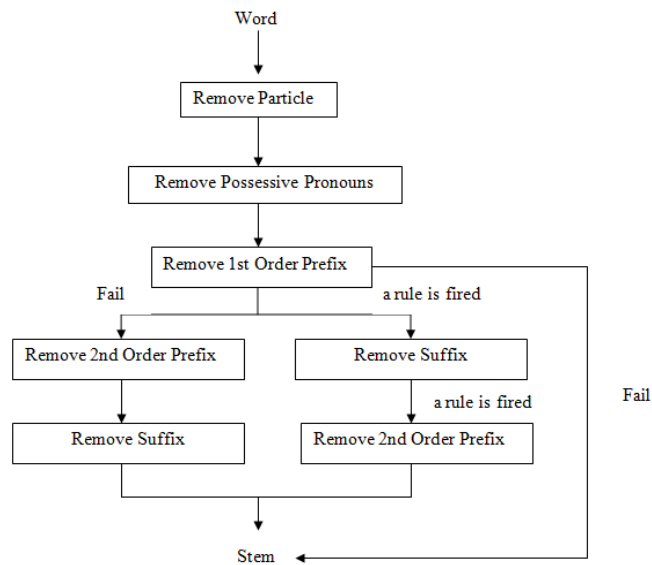 Word
Remove Particle
Remove Possessive Pronouns
Remove 1st Order Prefix
Fail
a rule is fired
Remove 2nd Order Prefix
Remove Suffix
a rule is fired
Fail
Remove Suffix
Remove 2nd Order Prefix
Stem